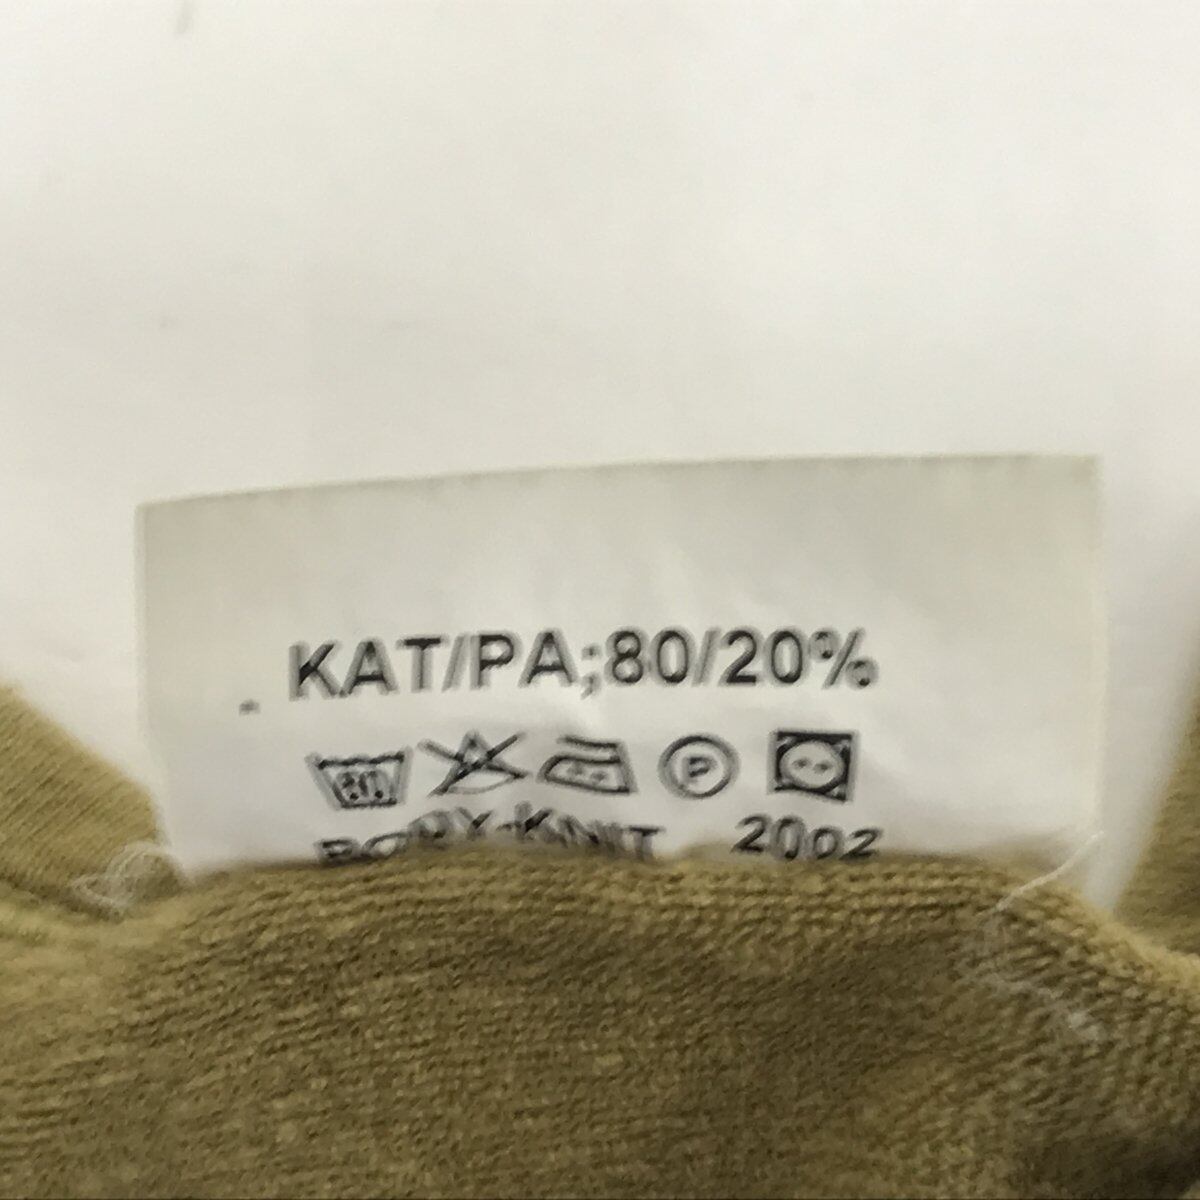 KAT/PA;80/20%
P
BODY-KNIT 2002